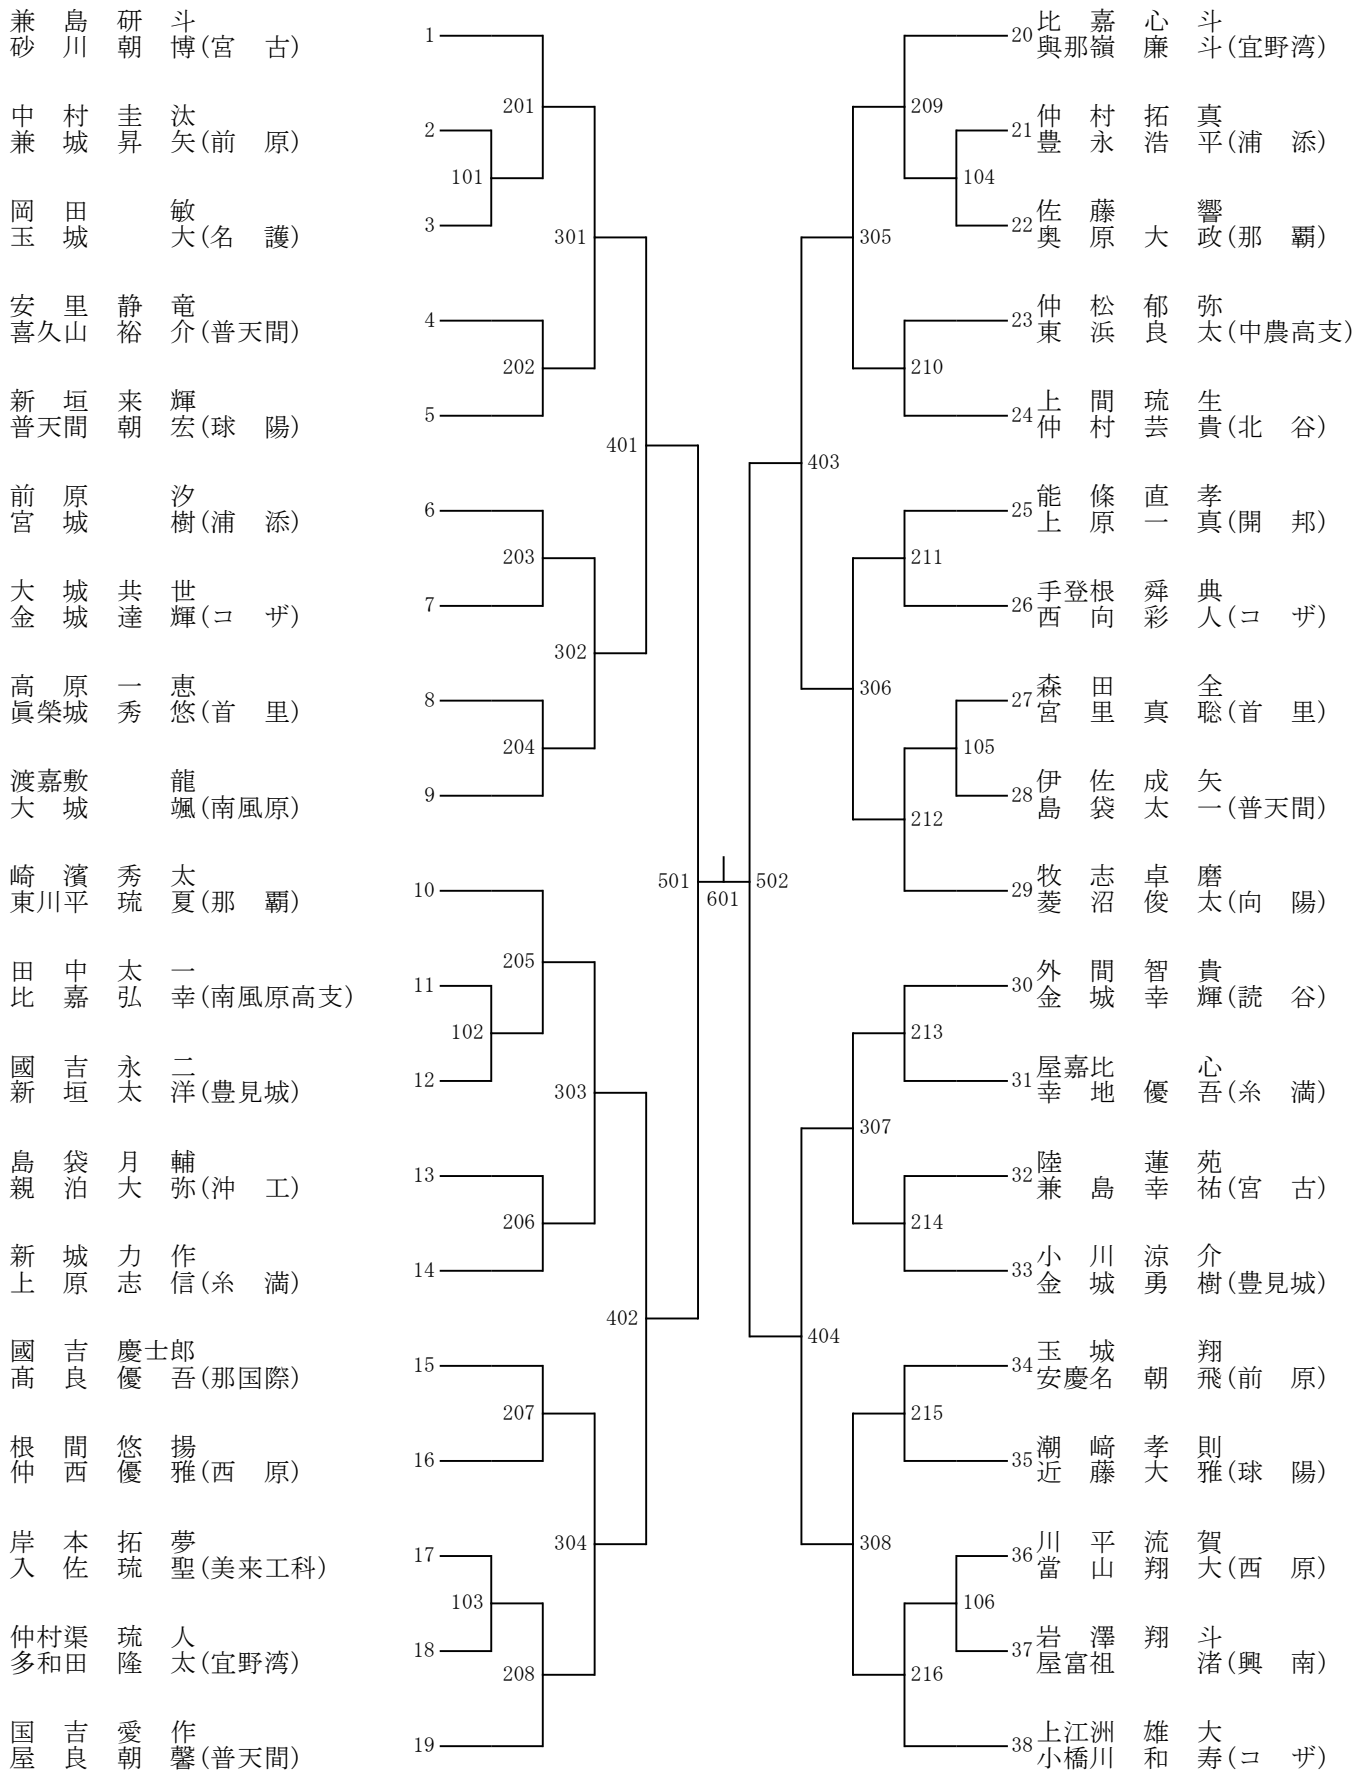 兼島研斗
砂川朝博(宮古)
1
中村圭汰
兼城昇矢(前原)
2
岡田敏
玉城大(名護)
3
安里静竜
喜久山裕介(普天間)
4
新垣来輝
普天間朝宏(球陽)
5
前原汐
宮城樹(浦添)
6
大城共世
金城達輝(コザ)
7
高原一恵
眞榮城秀悠(首里)
8
渡嘉敷龍
大城颯(南風原)
9
崎濱秀太
東川平琉夏(那覇)
10
田中太一
比嘉弘幸(南風原高支)
11
國吉永二
新垣太洋(豊見城)
12
島袋月輔
親泊大弥(沖工)
13
新城力作
上原志信(糸満)
14
國吉慶士郎
髙良優吾(那国際)
15
根間悠揚
仲西優雅(西原)
16
岸本拓夢
入佐琉聖(美来工科)
17
仲村渠琉人
多和田隆太(宜野湾)
18
国吉愛作
屋良朝馨(普天間)
19
101
102
103
201
202
203
204
205
206
207
208
301
302
303
304
401
402
501
601
502
403
404
305
306
307
308
209
210
211
212
213
214
215
216
104
105
106
20
比嘉心斗
與那嶺廉斗(宜野湾)
21
仲村拓真
豊永浩平(浦添)
22
佐藤響
奥原大政(那覇)
23
仲松郁弥
東浜良太(中農高支)
24
上間琉生
仲村芸貴(北谷)
25
能條直孝
上原一真(開邦)
26
手登根舜典
西向彩人(コザ)
27
森田全
宮里真聡(首里)
28
伊佐成矢
島袋太一(普天間)
29
牧志卓磨
菱沼俊太(向陽)
30
外間智貴
金城幸輝(読谷)
31
屋嘉比心
幸地優吾(糸満)
32
陸蓮苑
兼島幸祐(宮古)
33
小川涼介
金城勇樹(豊見城)
34
玉城翔
安慶名朝飛(前原)
35
潮﨑孝則
近藤大雅(球陽)
36
川平流賀
當山翔大(西原)
37
岩澤翔斗
屋富祖渚(興南)
38
上江洲雄大
小橋川和寿(コザ)